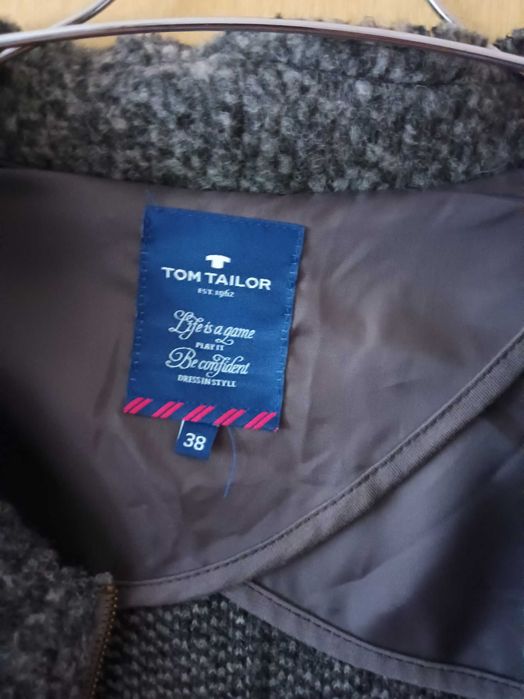 TOM TAILOR
EST. 1962
Life is a game
PLAY IT
Be confident
DRESS IN STYLE
38